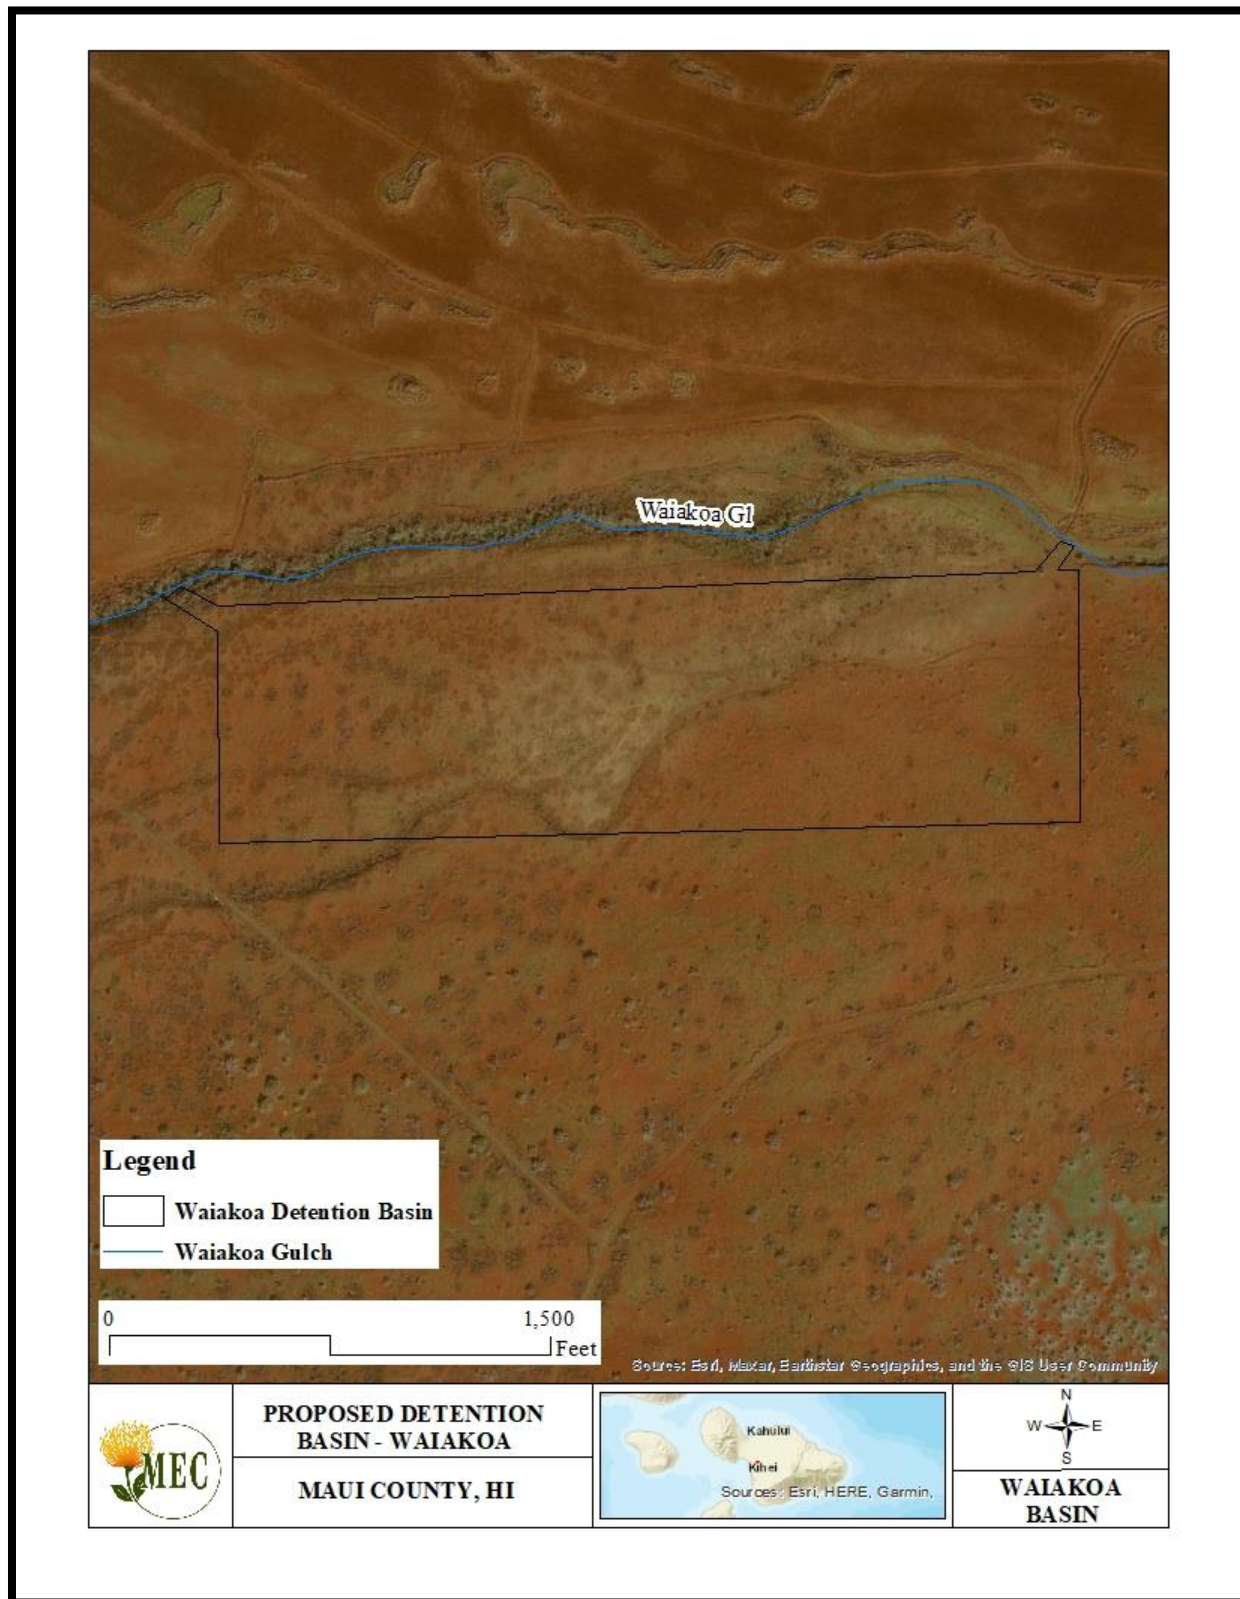 Waiakoa Gl
Legend
Waiakoa Detention Basin
Waiakoa Gulch
0 1,500
Feet
Source: Esri, Maxar, Earthstar Geographics, and the GIS User Community
MEC
PROPOSED DETENTION
BASIN - WAIAKOA
MAUI COUNTY, HI
Kahului
Kihei
Sources: Esri, HERE, Garmin,
N
W E
S
WAIAKOA
BASIN